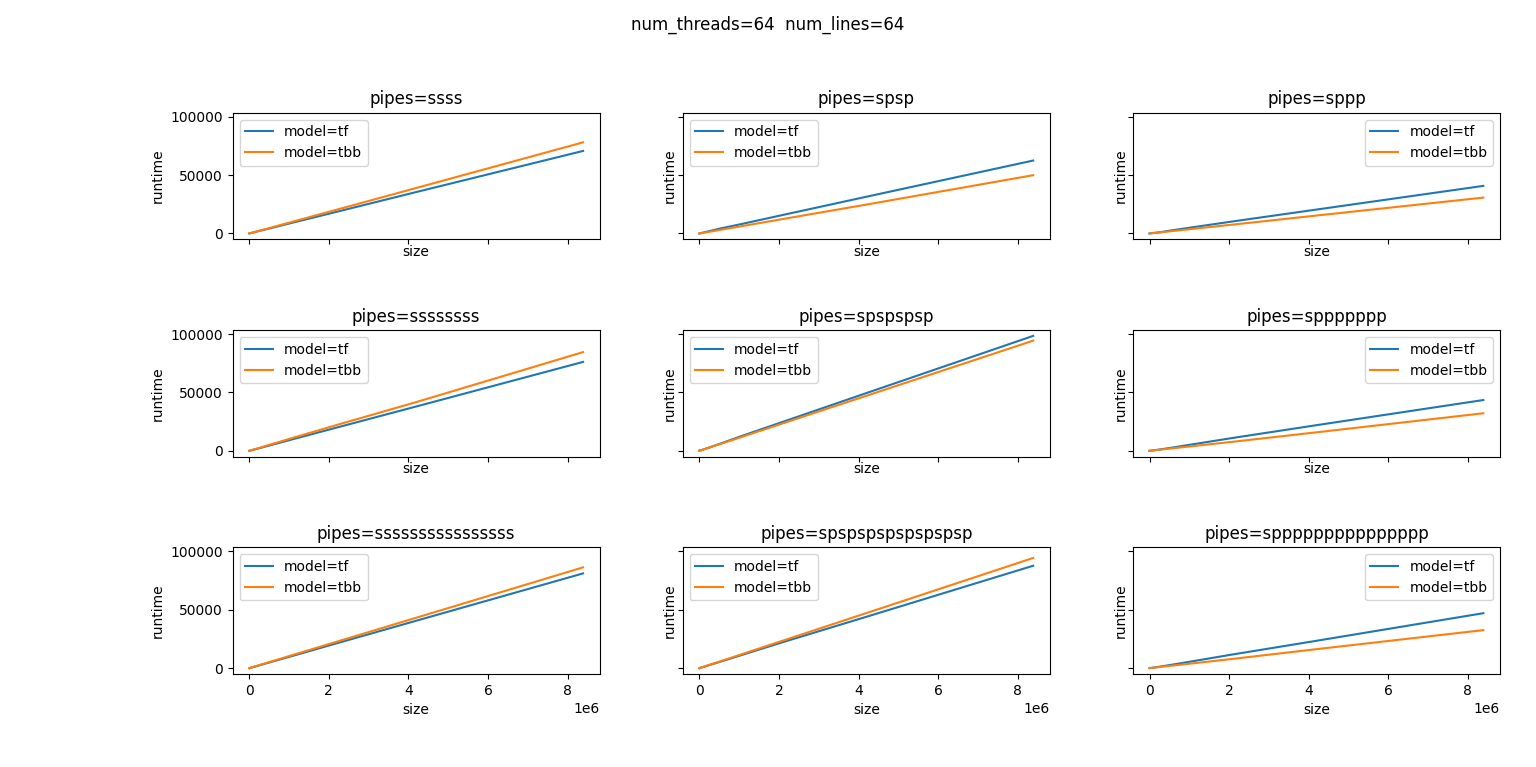 num_threads=64  num_lines=64
pipes=ssss
100000
50000
0
runtime
model=tf
model=tbb
size
pipes=spsp
runtime
model=tf
model=tbb
size
pipes=sppp
runtime
model=tf
model=tbb
size
pipes=ssssssss
100000
50000
0
runtime
model=tf
model=tbb
size
pipes=spspspsp
runtime
model=tf
model=tbb
size
pipes=sppppppp
runtime
model=tf
model=tbb
size
pipes=ssssssssssssssss
100000
50000
0
runtime
model=tf
model=tbb
0 2 4 6 8
1e6
size
pipes=spspspspspspspsp
runtime
model=tf
model=tbb
0 2 4 6 8
1e6
size
pipes=sppppppppppppppp
runtime
model=tf
model=tbb
0 2 4 6 8
1e6
size